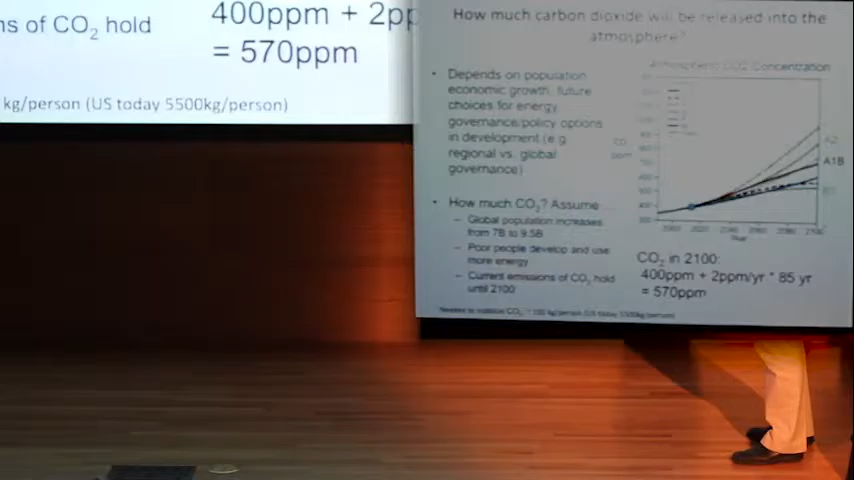 ns of CO2 hold
400ppm + 2pp
= 570ppm
kg/person (US today 5500kg/person)
How much carbon dioxide will be released into the
atmosphere?
• Depends on population
economic growth, future
choices for energy
governance/policy options
in development (e.g.
regional vs. global
governance)
• How much CO2? Assume
– Global population increases
from 7B to 9.5B
– Poor people develop and use
more energy
– Current emissions of CO2 hold
until 2100
Atmospheric CO2 Concentration
CO2
ppm
A2
A1B
B1
Year
CO2 in 2100:
400ppm + 2ppm/yr * 85 yr
= 570ppm